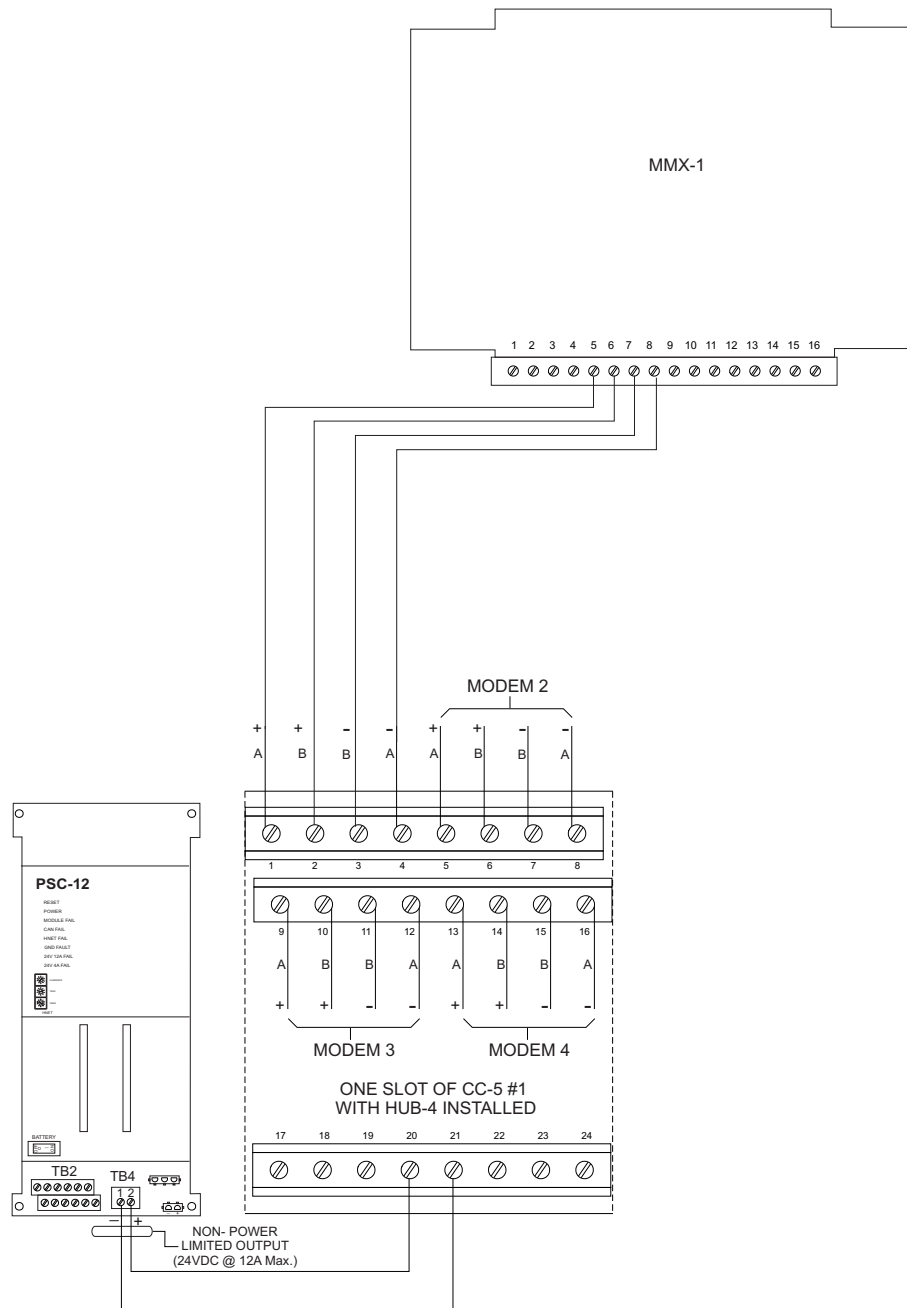 MMX-1
1 2 3 4 5 6 7 8 9 10 11 12 13 14 15 16
MODEM 2
+ + - - + + - -
A B B A A B B A
1 2 3 4 5 6 7 8
9 10 11 12 13 14 15 16
A B B A A B B A
+ + - - + + - -
MODEM 3 MODEM 4
ONE SLOT OF CC-5 #1
WITH HUB-4 INSTALLED
17 18 19 20 21 22 23 24
PSC-12
RESET
POWER
MODULE FAIL
CAN FAIL
HNET FAIL
GND FAULT
24V 12A FAIL
24V 4A FAIL
HNET
BATTERY
TB2 TB4
1 2
– +
NON- POWER
LIMITED OUTPUT
(24VDC @ 12A Max.)